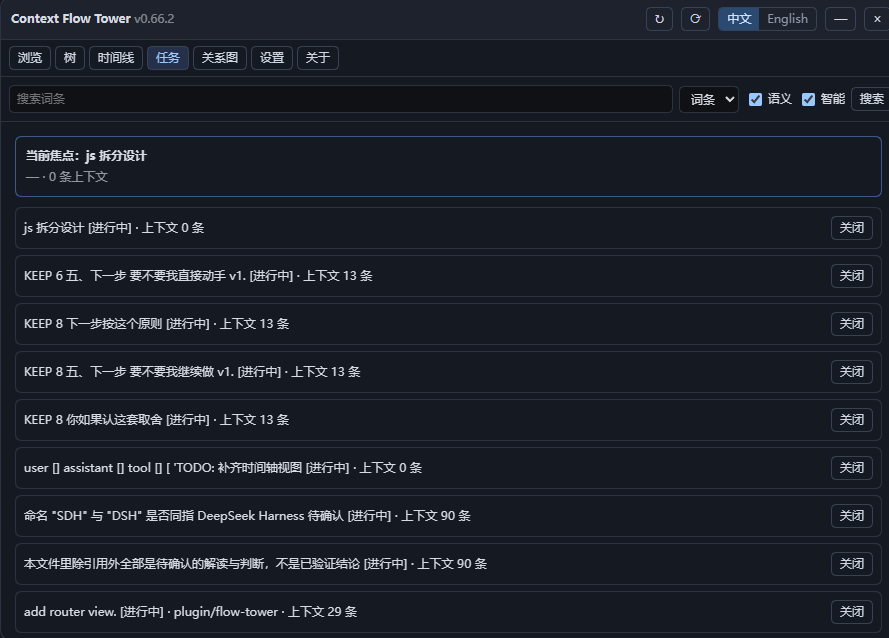 Context Flow Tower v0.66.2
中文 English
浏览 树 时间线 任务 关系图 设置 关于
搜索词条 词条 语义 智能 搜索
当前焦点：js 拆分设计
— · 0 条上下文
js 拆分设计 [进行中] · 上下文 0 条 关闭
KEEP 6 五、下一步 要不要我直接动手 v1. [进行中] · 上下文 13 条 关闭
KEEP 8 下一步按这个原则 [进行中] · 上下文 13 条 关闭
KEEP 8 五、下一步 要不要我继续做 v1. [进行中] · 上下文 13 条 关闭
KEEP 8 你如果认这套取舍 [进行中] · 上下文 13 条 关闭
user [] assistant [] tool [] [ 'TODO: 补齐时间轴视图 [进行中] · 上下文 0 条 关闭
命名 "SDH" 与 "DSH" 是否同指 DeepSeek Harness 待确认 [进行中] · 上下文 90 条 关闭
本文件里除引用外全部是待确认的解读与判断，不是已验证结论 [进行中] · 上下文 90 条 关闭
add router view. [进行中] · plugin/flow-tower · 上下文 29 条 关闭